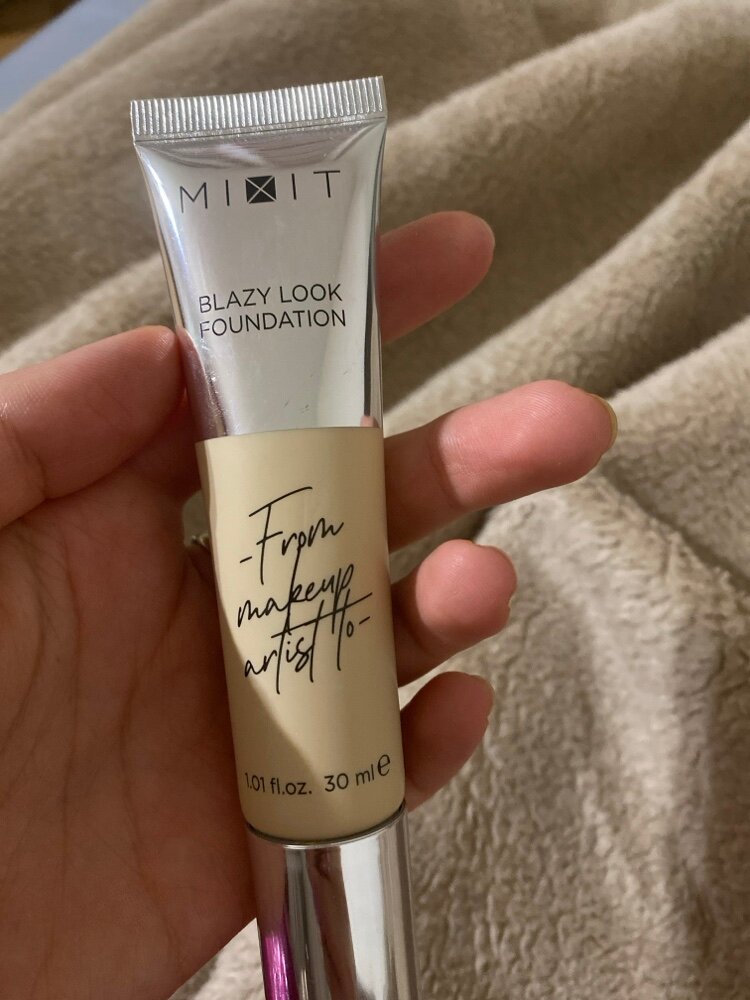 MIXIT
BLAZY LOOK
FOUNDATION
-From
makeup
artist to-
1.01 fl.oz. 30 ml℮